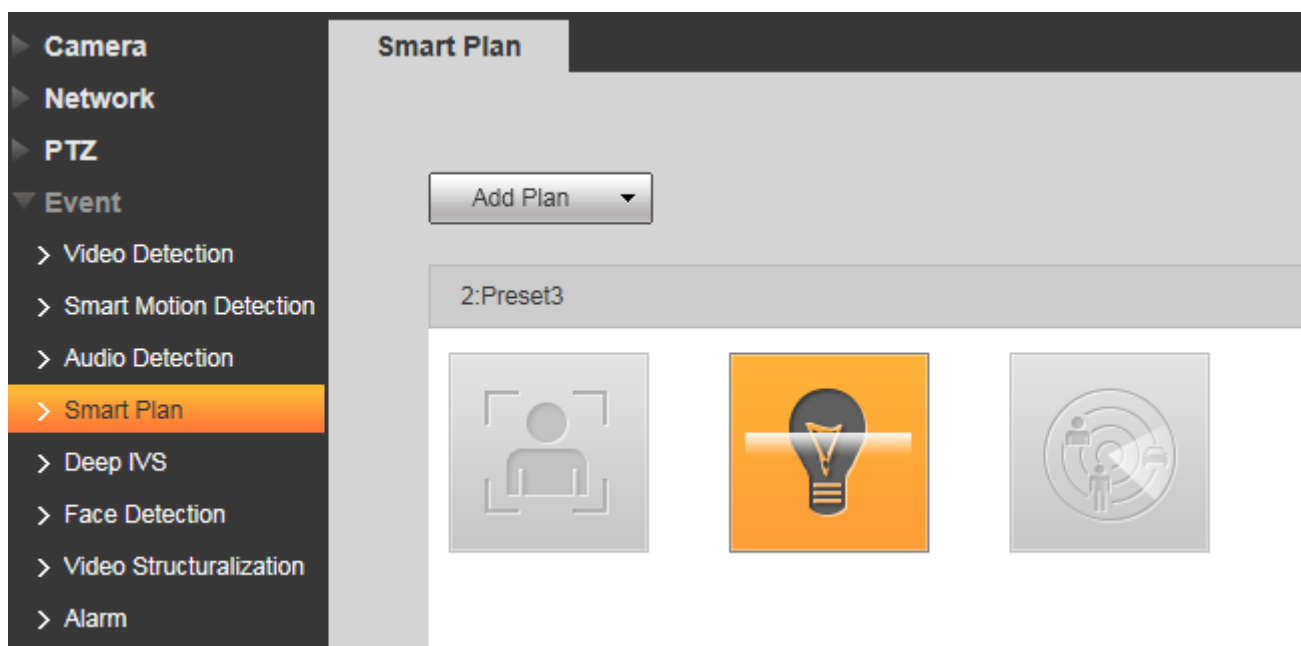 Camera
Network
PTZ
Event
Video Detection
Smart Motion Detection
Audio Detection
Smart Plan
Deep IVS
Face Detection
Video Structuralization
Alarm
Smart Plan
Add Plan
2:Preset3